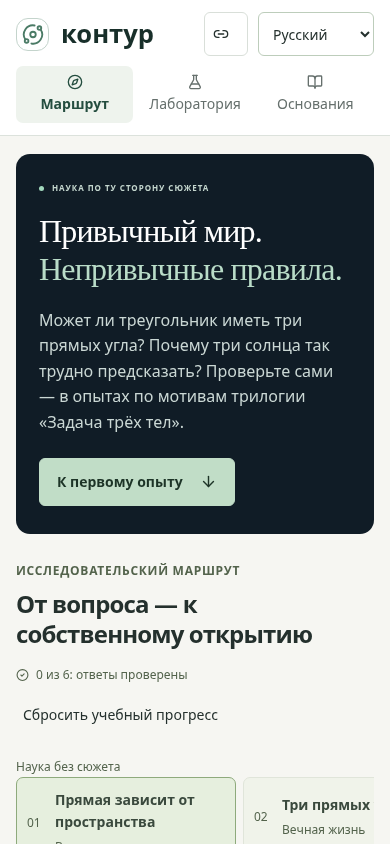 контур
Русский
Маршрут
Лаборатория
Основания
НАУКА ПО ТУ СТОРОНУ СЮЖЕТА
Привычный мир.
Непривычные правила.
Может ли треугольник иметь три
прямых угла? Почему три солнца так
трудно предсказать? Проверьте сами
— в опытах по мотивам трилогии
«Задача трёх тел».
К первому опыту
ИССЛЕДОВАТЕЛЬСКИЙ МАРШРУТ
От вопроса — к
собственному открытию
0 из 6: ответы проверены
Сбросить учебный прогресс
Наука без сюжета
01
Прямая зависит от
пространства
02
Три прямых
Вечная жизнь